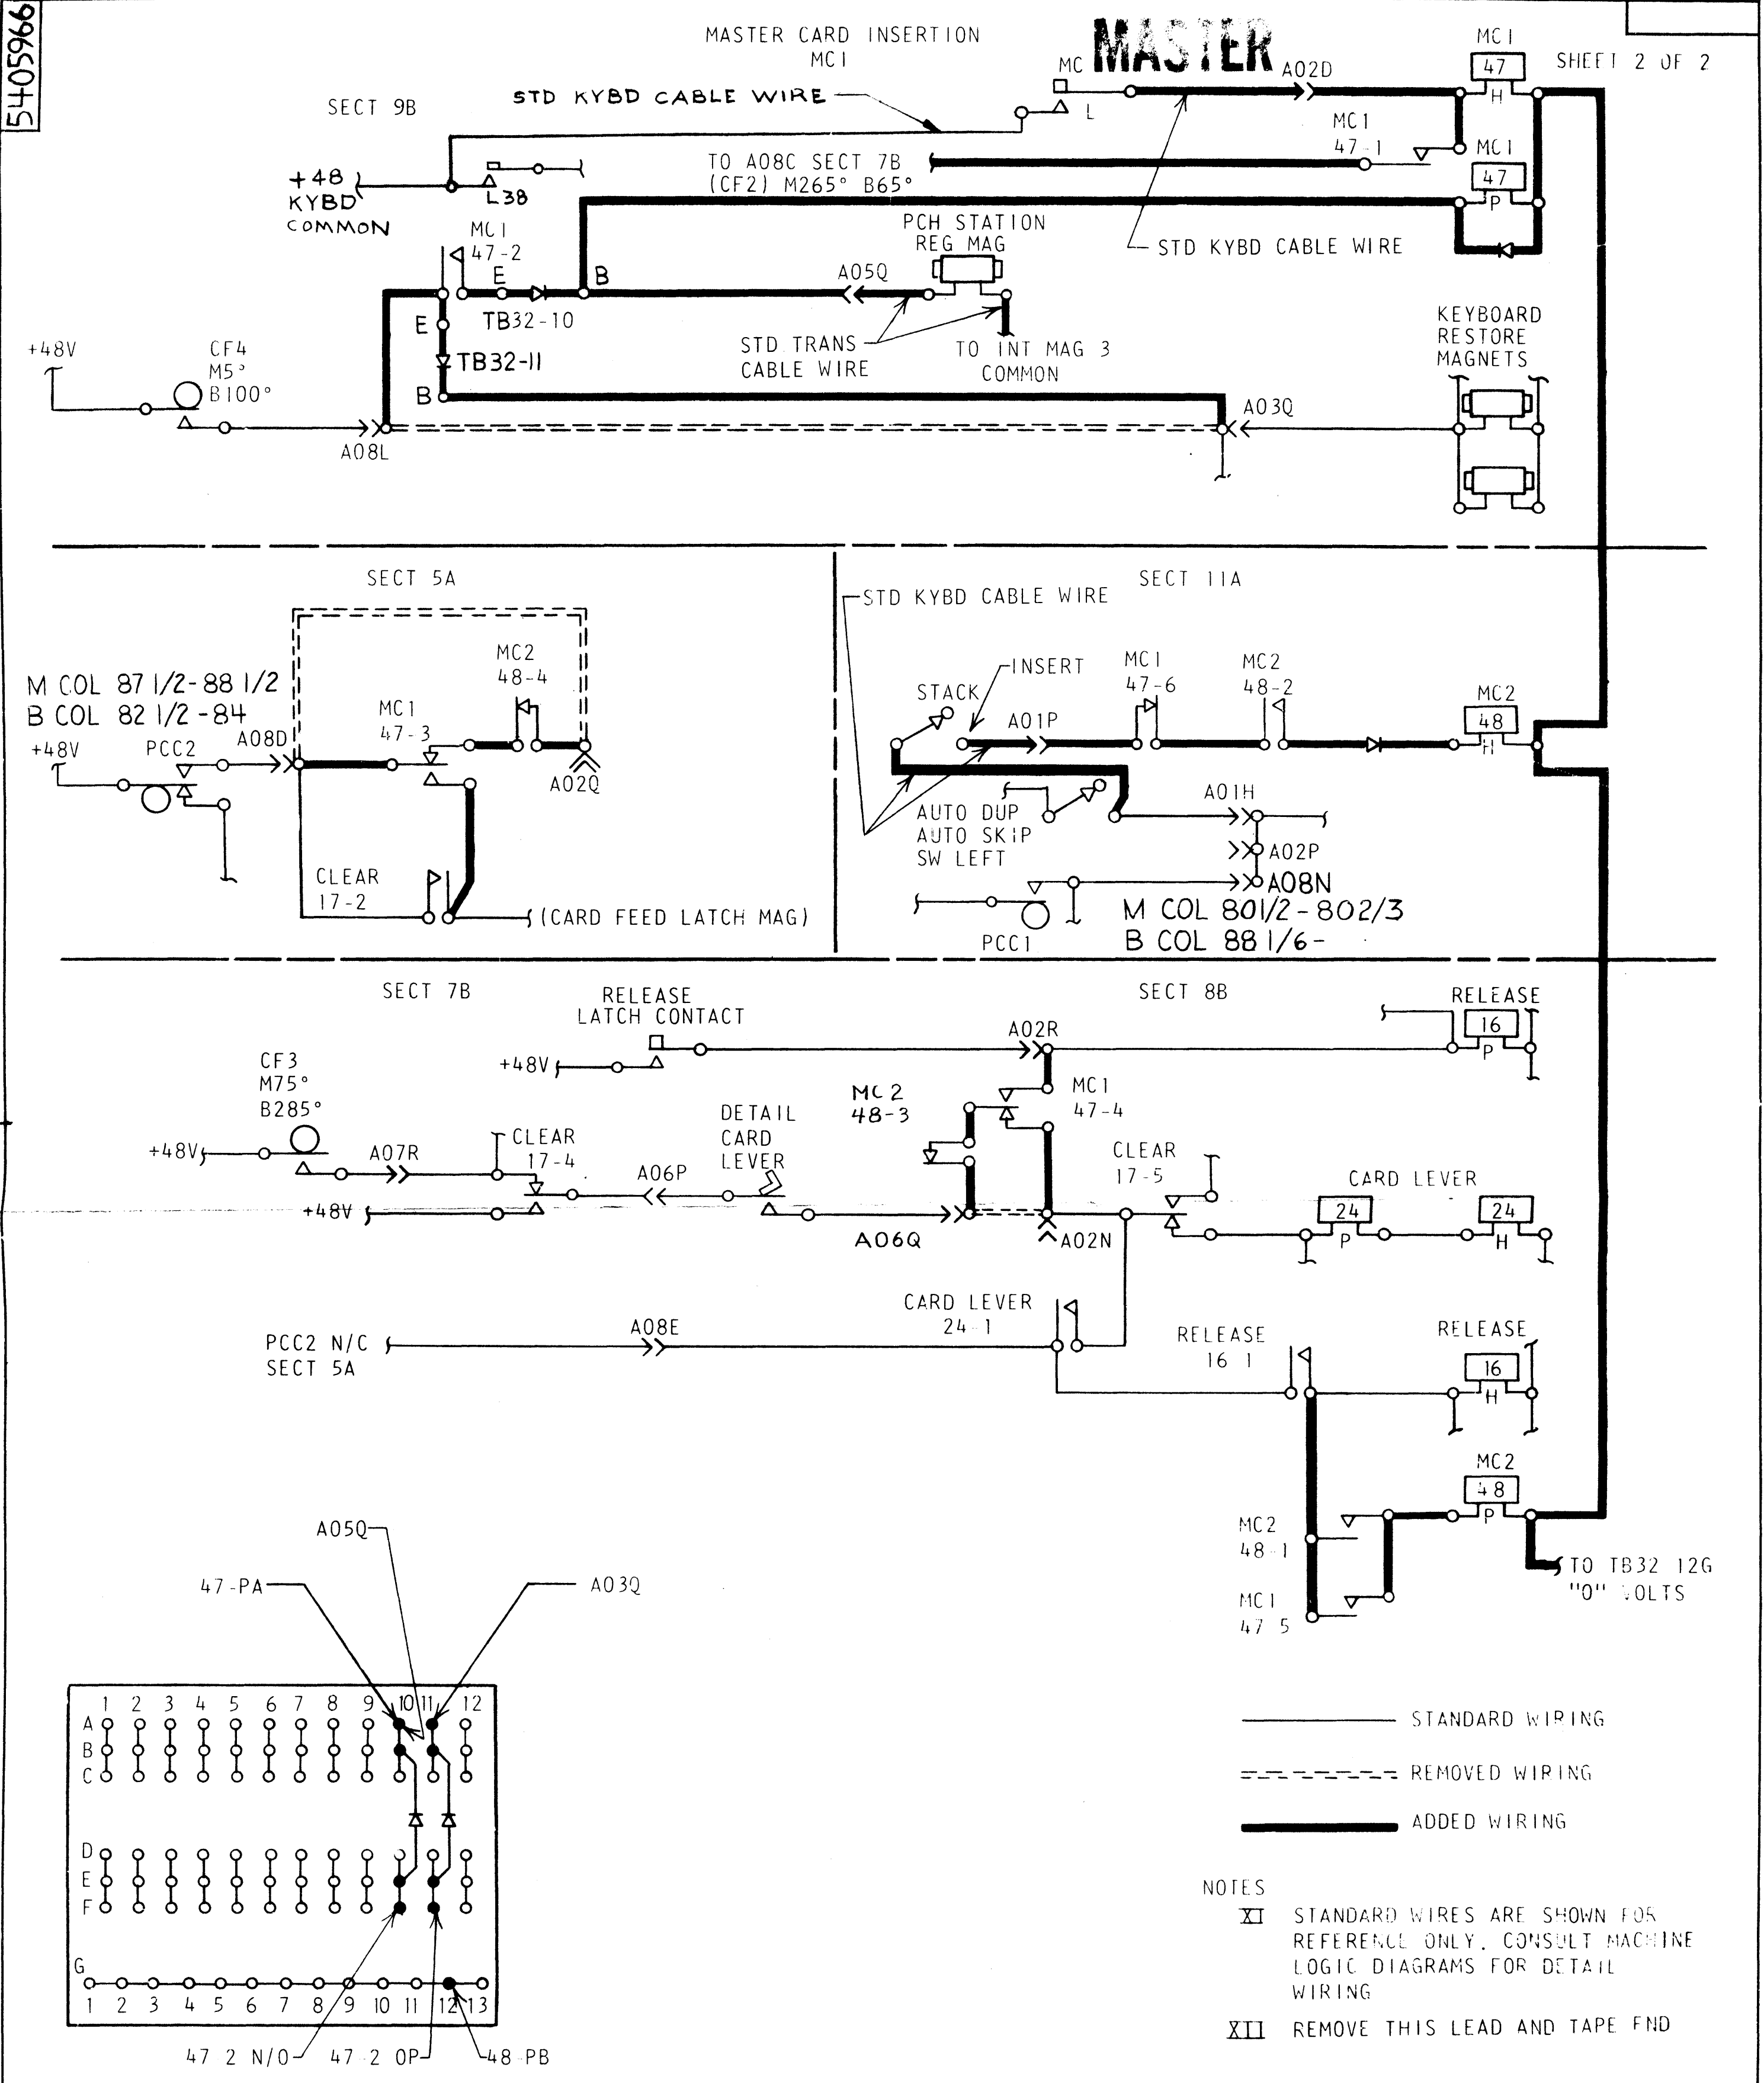 5405966
MASTER CARD INSERTION
MC1
MASTER
SHEET 2 OF 2
SECT 9B
STD KYBD CABLE WIRE
MC
L
A02D
MC1
47
H
MC1
47-1
MC1
47
P
TO A08C SECT 7B
(CF2) M265° B65°
+48
KYBD
COMMON
L38
MC1
47-2
PCH STATION
REG MAG
STD KYBD CABLE WIRE
E
B
A05Q
TB32-10
E
TB32-11
B
STD TRANS
CABLE WIRE
TO INT MAG 3
COMMON
KEYBOARD
RESTORE
MAGNETS
+48V
CF4
M5°
B100°
A08L
A03Q
SECT 5A
M COL 87 1/2-88 1/2
B COL 82 1/2-84
+48V
PCC2
A08D
MC1
47-3
MC2
48-4
A02Q
CLEAR
17-2
(CARD FEED LATCH MAG)
SECT 11A
STD KYBD CABLE WIRE
INSERT
STACK
A01P
MC1
47-6
MC2
48-2
MC2
48
H
AUTO DUP
AUTO SKIP
SW LEFT
A01H
A02P
A08N
PCC1
M COL 801/2-802/3
B COL 88 1/6-
SECT 7B
SECT 8B
RELEASE
LATCH CONTACT
+48V
A02R
RELEASE
16
P
CF3
M75°
B285°
+48V
A07R
CLEAR
17-4
+48V
A06P
DETAIL
CARD
LEVER
MC2
48-3
MC1
47-4
A06Q
A02N
CLEAR
17-5
CARD LEVER
24
P
24
H
CARD LEVER
24-1
PCC2 N/C
SECT 5A
A08E
RELEASE
16 1
RELEASE
16
H
MC2
48
P
MC2
48-1
MC1
47 5
TO TB32 12G
"0" VOLTS
A05Q
47-PA
A03Q
1 2 3 4 5 6 7 8 9 10 11 12
A
B
C
D
E
F
G
1 2 3 4 5 6 7 8 9 10 11 12 13
47 2 N/O
47-2 OP
48-PB
STANDARD WIRING
REMOVED WIRING
ADDED WIRING
NOTES
XI STANDARD WIRES ARE SHOWN FOR
REFERENCE ONLY. CONSULT MACHINE
LOGIC DIAGRAMS FOR DETAIL
WIRING
XII REMOVE THIS LEAD AND TAPE END